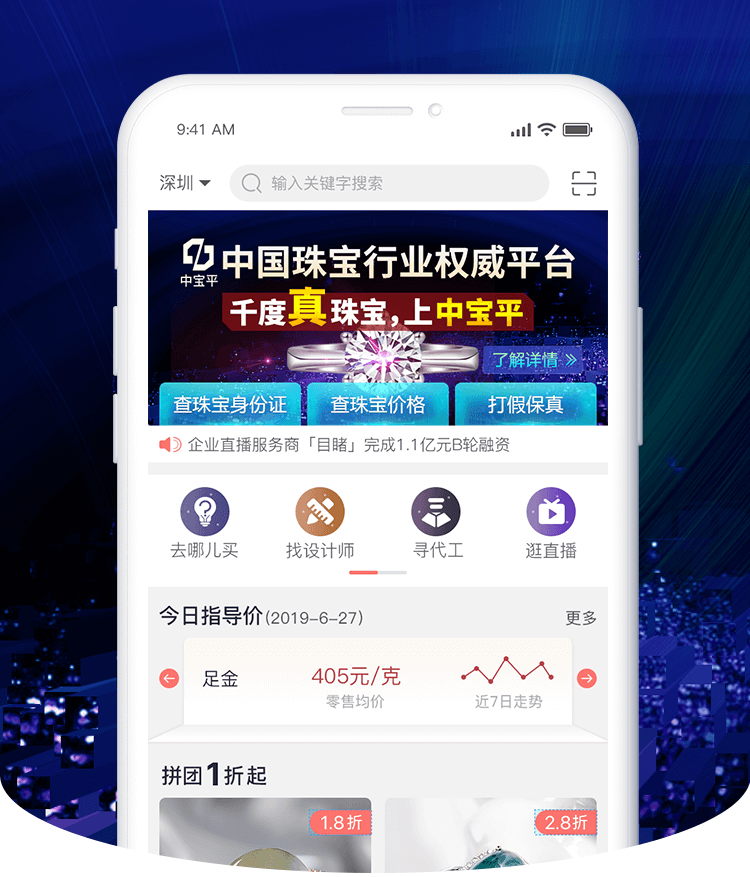 9:41 AM
深圳
输入关键字搜索
中宝平
中国珠宝行业权威平台
千度真珠宝,上中宝平
了解详情
查珠宝身份证
查珠宝价格
打假保真
企业直播服务商「目睹」完成1.1亿元B轮融资
去哪儿买
找设计师
寻代工
逛直播
今日指导价(2019-6-27)
更多
足金
405元/克
零售均价
近7日走势
拼团1折起
1.8折
2.8折